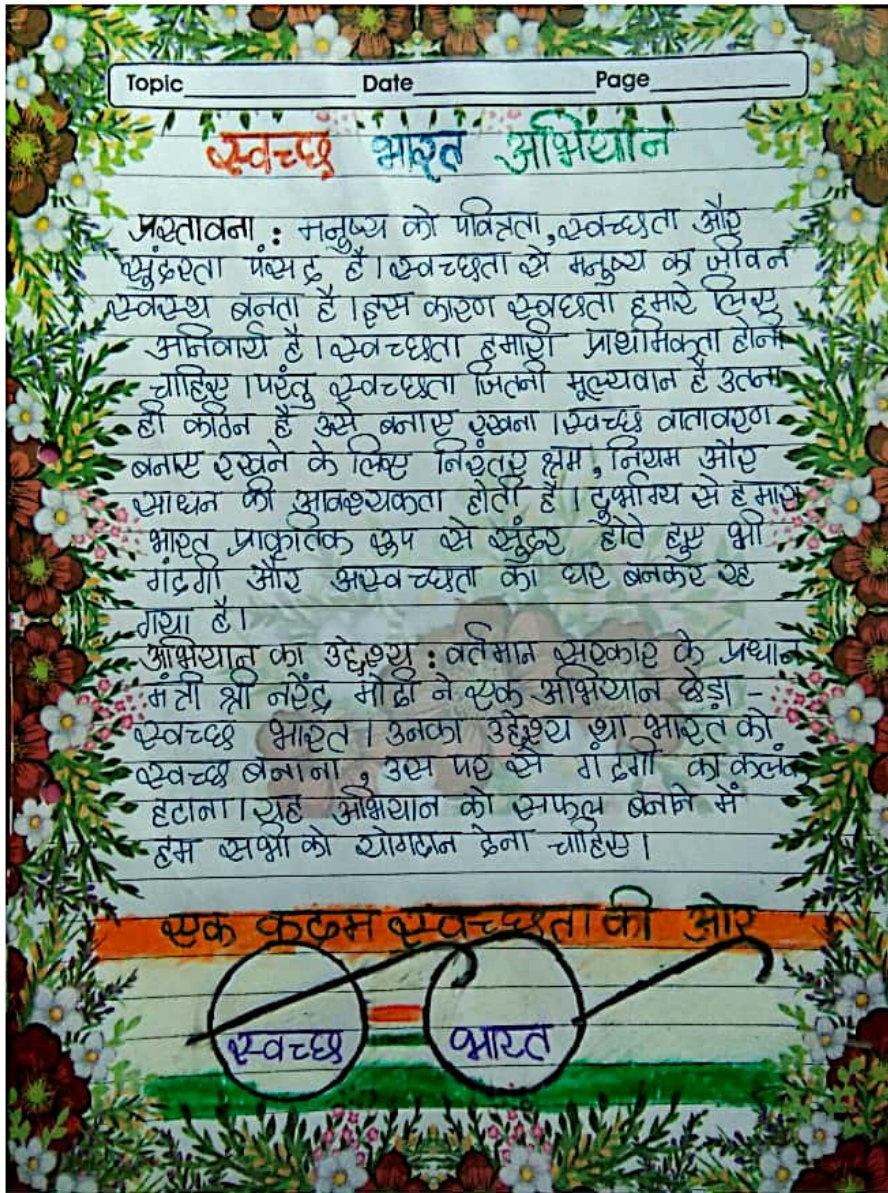 Topic Date Page
स्वच्छ भारत अभियान
प्रस्तावना : मनुष्य को पवित्रता, स्वच्छता और
सुंदरता पंसद है। स्वच्छता से मनुष्य का जीवन
स्वस्थ बनता है। इस कारण स्वछता हमारे लिए
अनिवार्य है। स्वच्छता हमारी प्राथमिकता होनी
चाहिए। परंतु स्वच्छता जितनी मूल्यवान है उतना
ही कठिन है उसे बनाए रखना। स्वच्छ वातावरण
बनाए रखने के लिए निरंतर श्रम, नियम और
साधन की आवश्यकता होती है। दुर्भाग्य से हमारा
भारत प्राकृतिक रूप से सुंदर होते हुए भी
गंदगी और अस्वच्छता का घर बनकर रह
गया है।
अभियान का उद्देश्य : वर्तमान सरकार के प्रधान
मंत्री श्री नरेंद्र मोदी ने एक अभियान छेड़ा -
स्वच्छ भारत। उनका उद्देश्य था भारत को
स्वच्छ बनाना, उस पर से गंदगी का कलंक
हटाना। यह अभियान को सफल बनाने में
हम सभी को योगदान देना चाहिए।
एक कदम स्वच्छता की ओर
स्वच्छ भारत